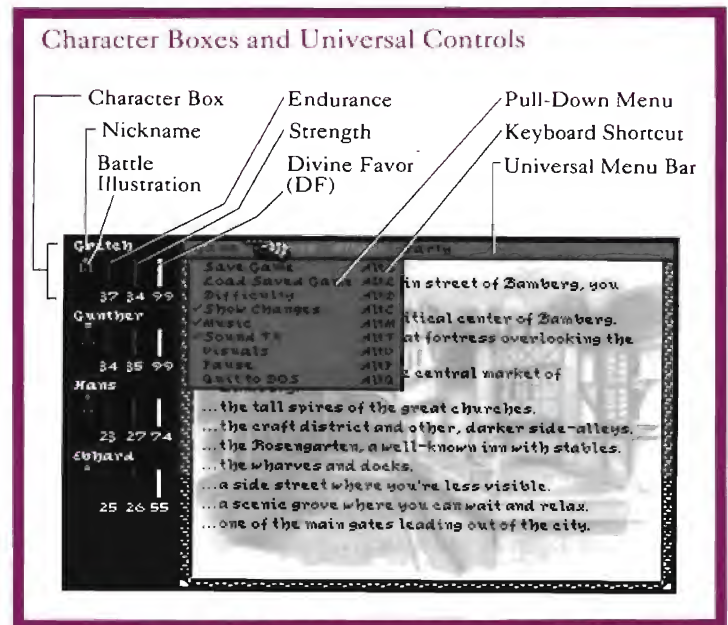 Character Boxes and Universal Controls
Character Box
Nickname
Battle
Illustration
Endurance
Strength
Divine Favor
(DF)
Pull-Down Menu
Keyboard Shortcut
Universal Menu Bar
Gretch
37 34 99
Gunther
34 35 99
Hans
23 27 74
Ebhard
25 26 55
Save Game
Load Saved Game
Difficulty
✓Show Changes
✓Music
✓Sound FX
Visuals
Pause
Quit to DOS
in street of Bamberg, you
itical center of Bamberg.
at fortress overlooking the
central market of
...the tall spires of the great churches.
...the craft district and other, darker side-alleys.
...the Rosengarten, a well-known inn with stables.
...the wharves and docks.
...a side street where you're less visible.
...a scenic grove where you can wait and relax.
...one of the main gates leading out of the city.